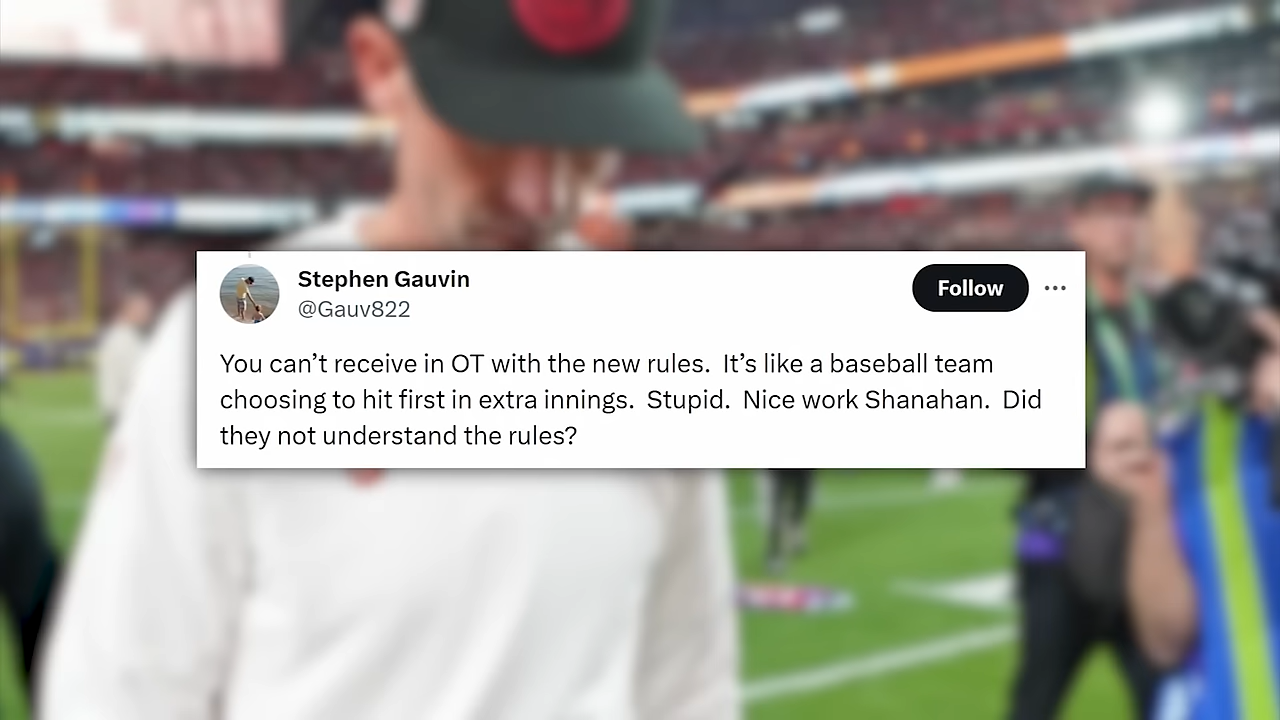 Stephen Gauvin
Follow
@Gauv822
You can’t receive in OT with the new rules.  It’s like a baseball team
choosing to hit first in extra innings.  Stupid.  Nice work Shanahan.  Did
they not understand the rules?